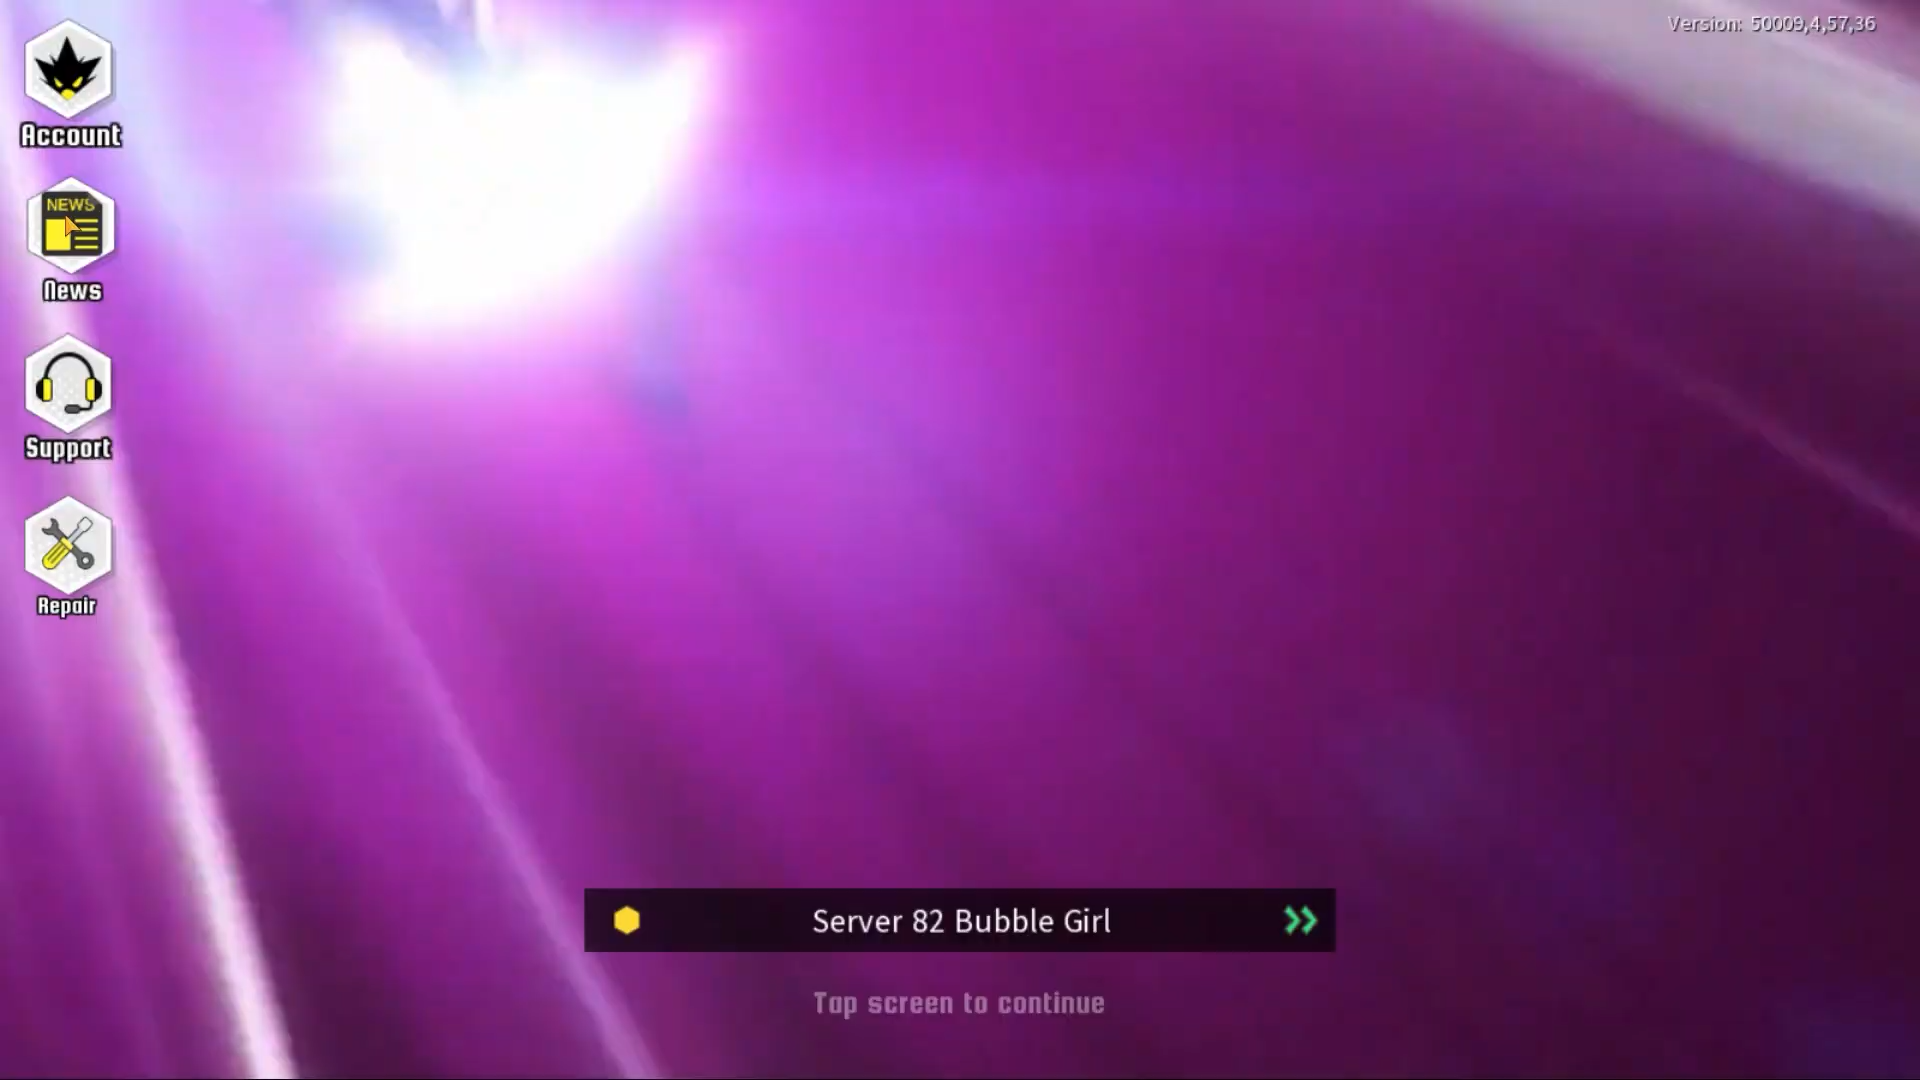 Version: 50009,4,57,36
Account
NEWS
News
Support
Repair
Server 82 Bubble Girl
Tap screen to continue